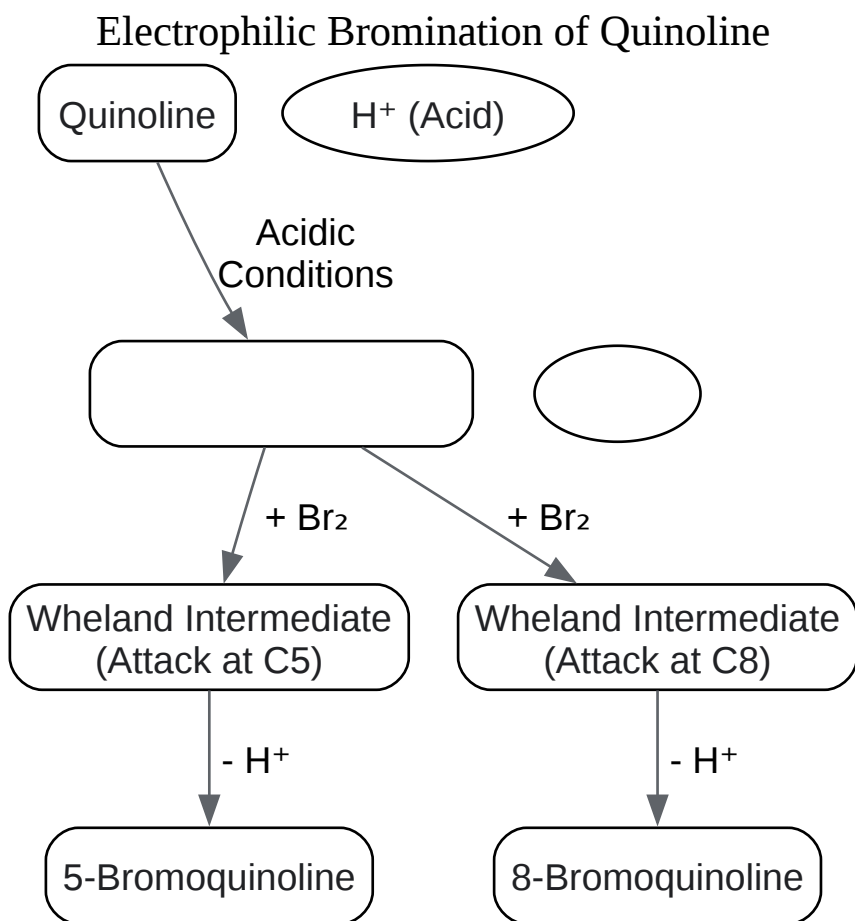 Electrophilic Bromination of Quinoline
Quinoline
H⁺ (Acid)
Acidic
Conditions
+ Br₂
+ Br₂
Wheland Intermediate
(Attack at C5)
Wheland Intermediate
(Attack at C8)
- H⁺
- H⁺
5-Bromoquinoline
8-Bromoquinoline